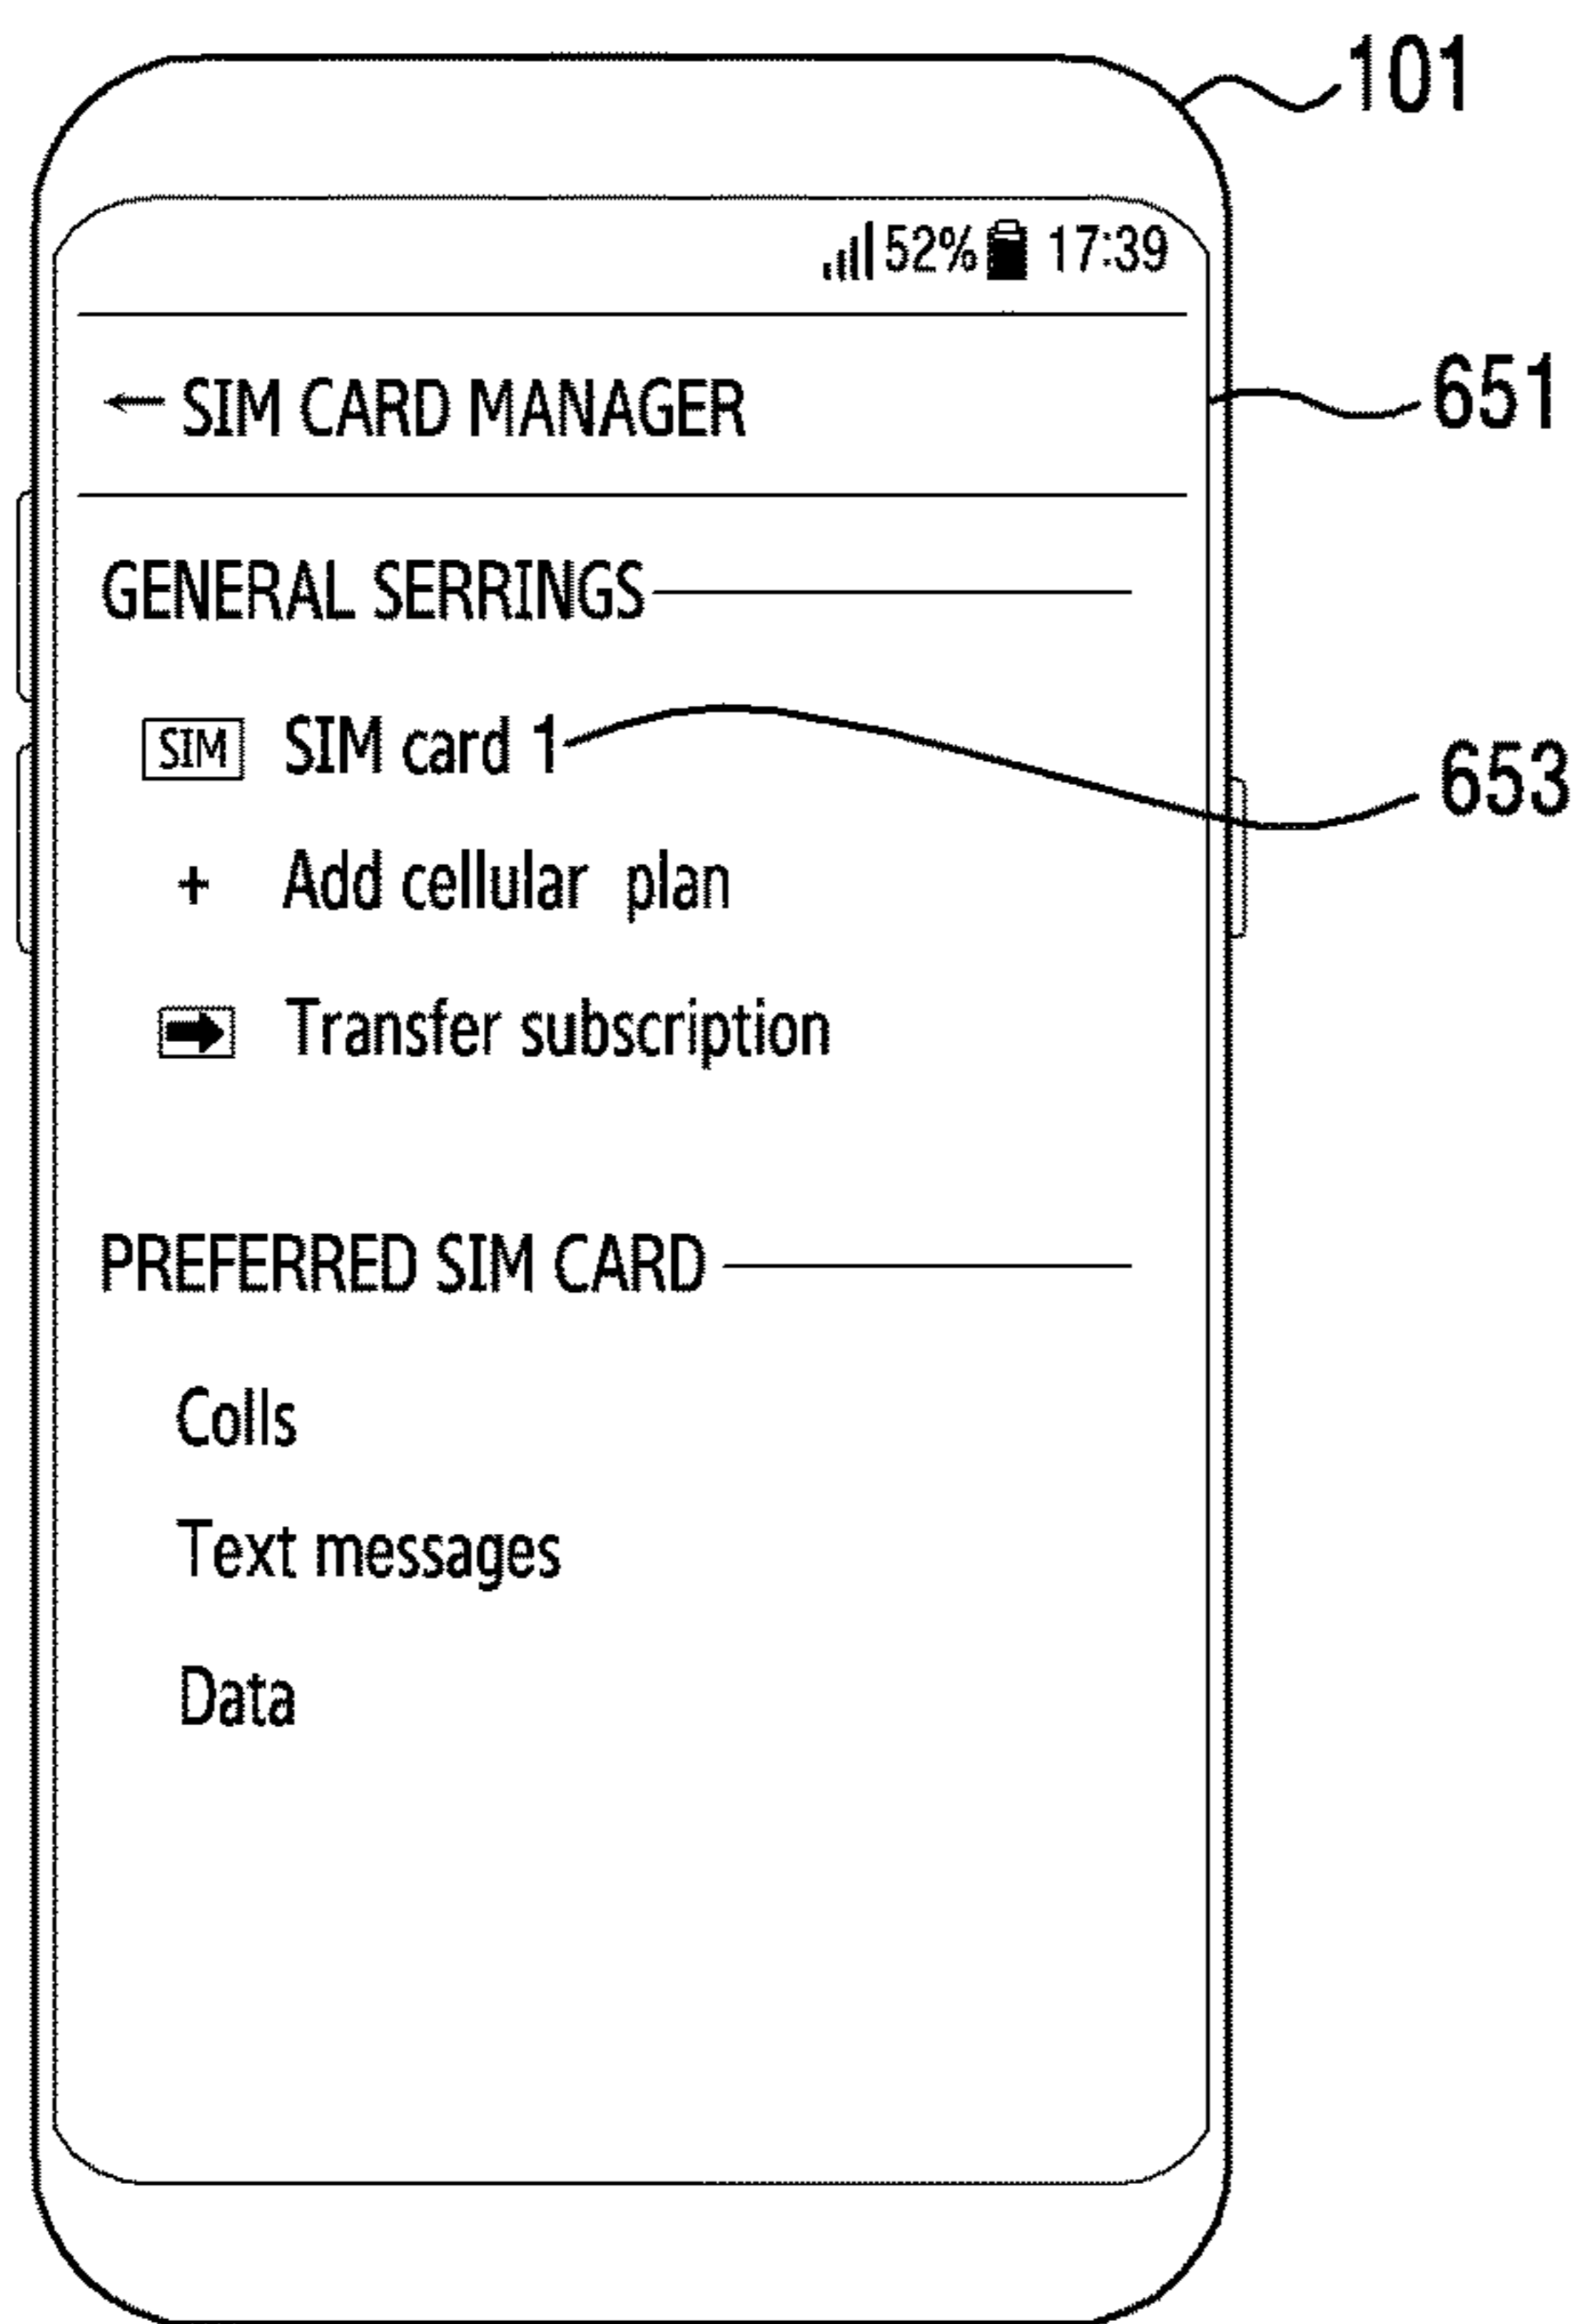 101
52% 17:39
← SIM CARD MANAGER
651
GENERAL SERRINGS
SIM SIM card 1
653
+ Add cellular plan
Transfer subscription
PREFERRED SIM CARD
Colls
Text messages
Data